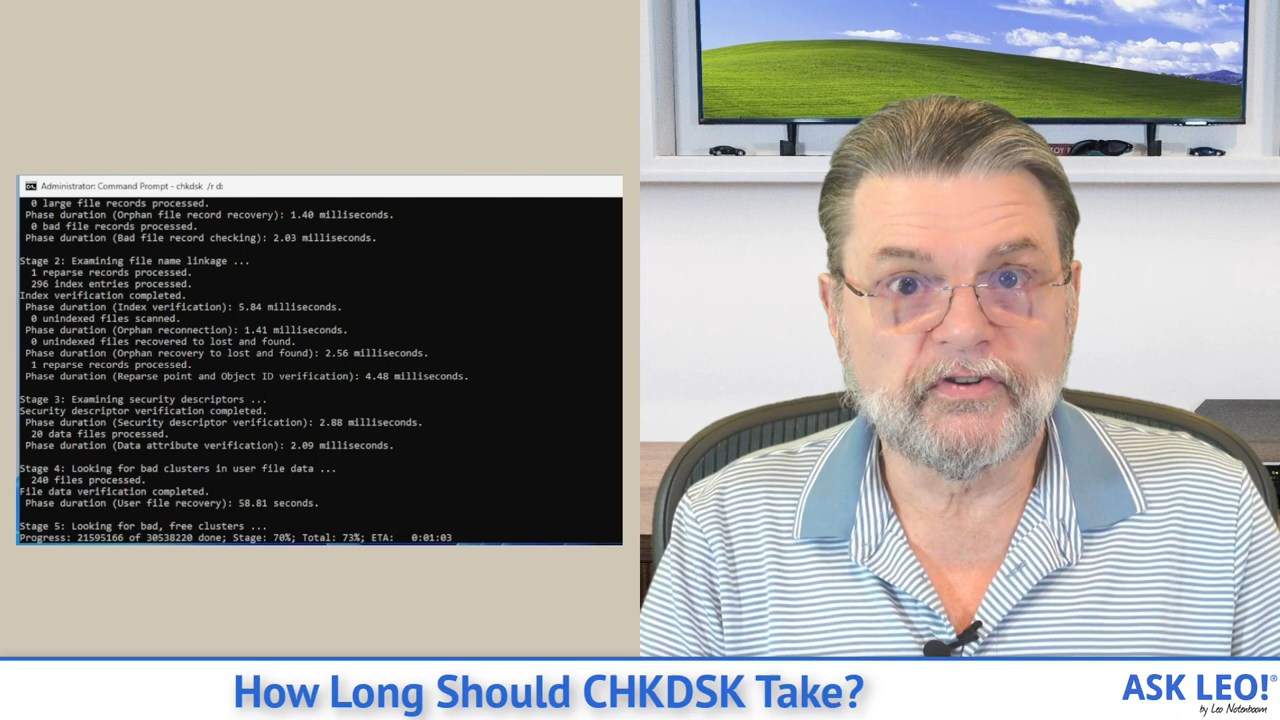 Administrator: Command Prompt - chkdsk /r d:
0 large file records processed.
Phase duration (Orphan file record recovery): 1.40 milliseconds.
0 bad file records processed.
Phase duration (Bad file record checking): 2.03 milliseconds.
Stage 2: Examining file name linkage ...
1 reparse records processed.
296 index entries processed.
Index verification completed.
Phase duration (Index verification): 5.84 milliseconds.
0 unindexed files scanned.
Phase duration (Orphan reconnection): 1.41 milliseconds.
0 unindexed files recovered to lost and found.
Phase duration (Orphan recovery to lost and found): 2.56 milliseconds.
1 reparse records processed.
Phase duration (Reparse point and Object ID verification): 4.48 milliseconds.
Stage 3: Examining security descriptors ...
Security descriptor verification completed.
Phase duration (Security descriptor verification): 2.88 milliseconds.
20 data files processed.
Phase duration (Data attribute verification): 2.09 milliseconds.
Stage 4: Looking for bad clusters in user file data ...
240 files processed.
File data verification completed.
Phase duration (User file recovery): 58.81 seconds.
Stage 5: Looking for bad, free clusters ...
Progress: 21595166 of 30538220 done; Stage: 70%; Total: 73%; ETA: 0:01:03
How Long Should CHKDSK Take?
ASK LEO!®
by Leo Notenboom